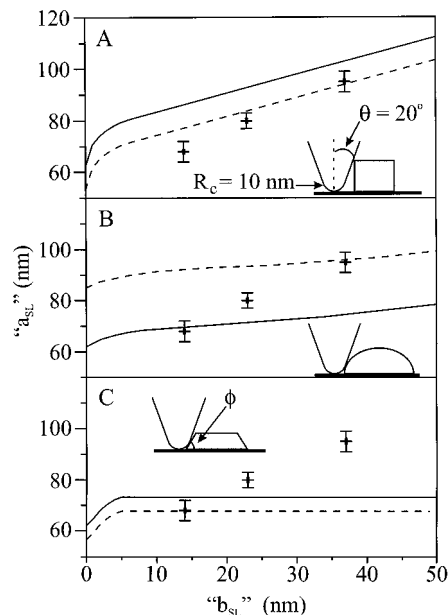 A
120
100
80
60
θ = 20°
R_c = 10 nm
B
100
80
60
"a_SL" (nm)
C
ϕ
100
80
60
0 10 20 30 40 50
"b_SL" (nm)